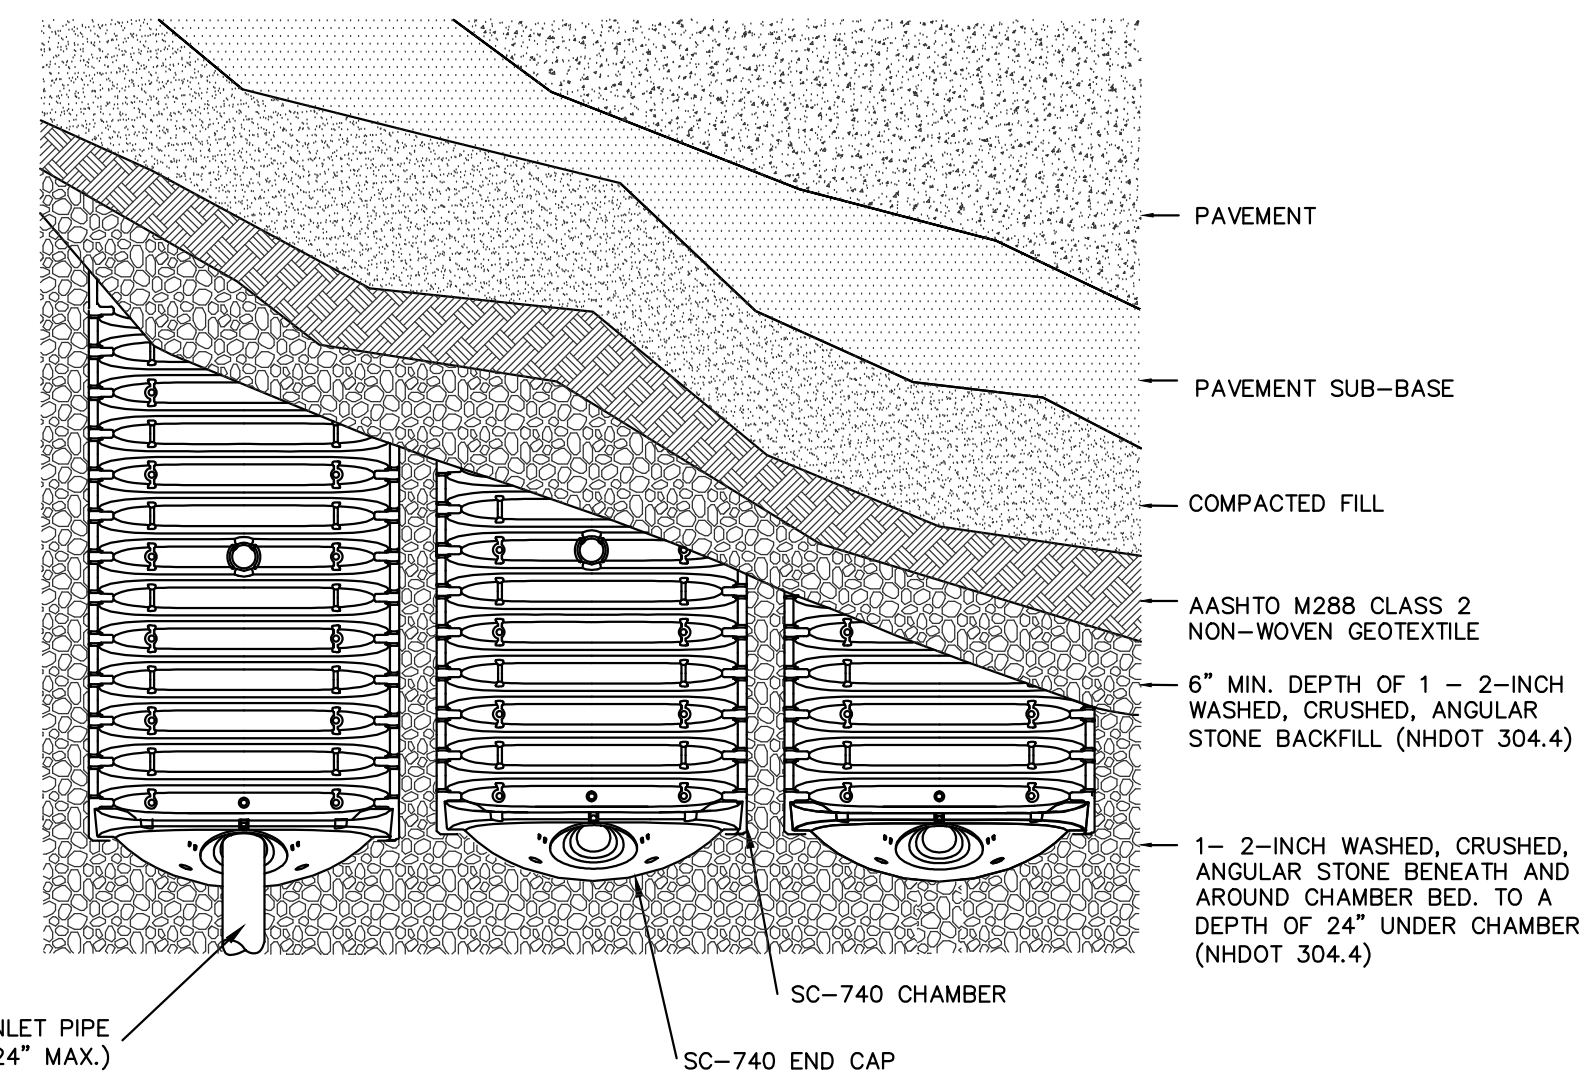 PAVEMENT
PAVEMENT SUB-BASE
COMPACTED FILL
AASHTO M288 CLASS 2
NON-WOVEN GEOTEXTILE
6" MIN. DEPTH OF 1 - 2-INCH
WASHED, CRUSHED, ANGULAR
STONE BACKFILL (NHDOT 304.4)
1- 2-INCH WASHED, CRUSHED,
ANGULAR STONE BENEATH AND
AROUND CHAMBER BED. TO A
DEPTH OF 24" UNDER CHAMBER
(NHDOT 304.4)
SC-740 CHAMBER
SC-740 END CAP
NLET PIPE
24" MAX.)